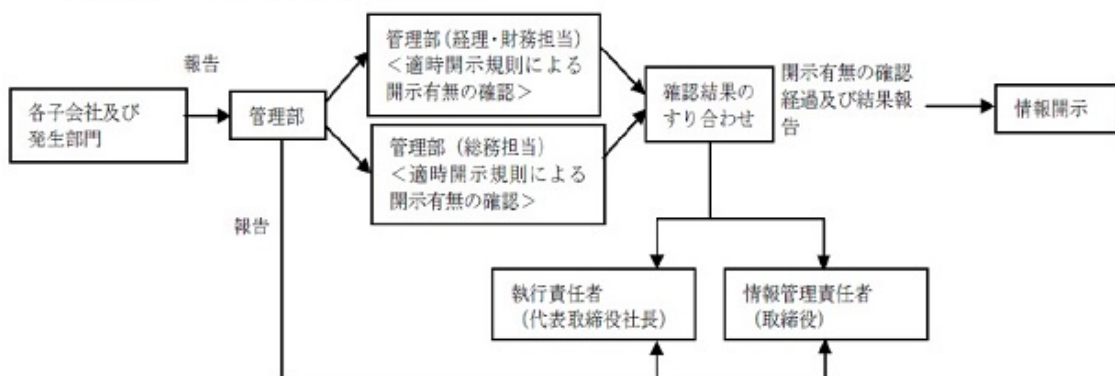 報告
各子会社及び
発生部門
管理部
管理部(経理・財務担当)
<適時開示規則による
開示有無の確認>
管理部（総務担当）
<適時開示規則による
開示有無の確認>
確認結果の
すり合わせ
開示有無の確認
経過及び結果報
告
情報開示
報告
執行責任者
（代表取締役社長）
情報管理責任者
（取締役）